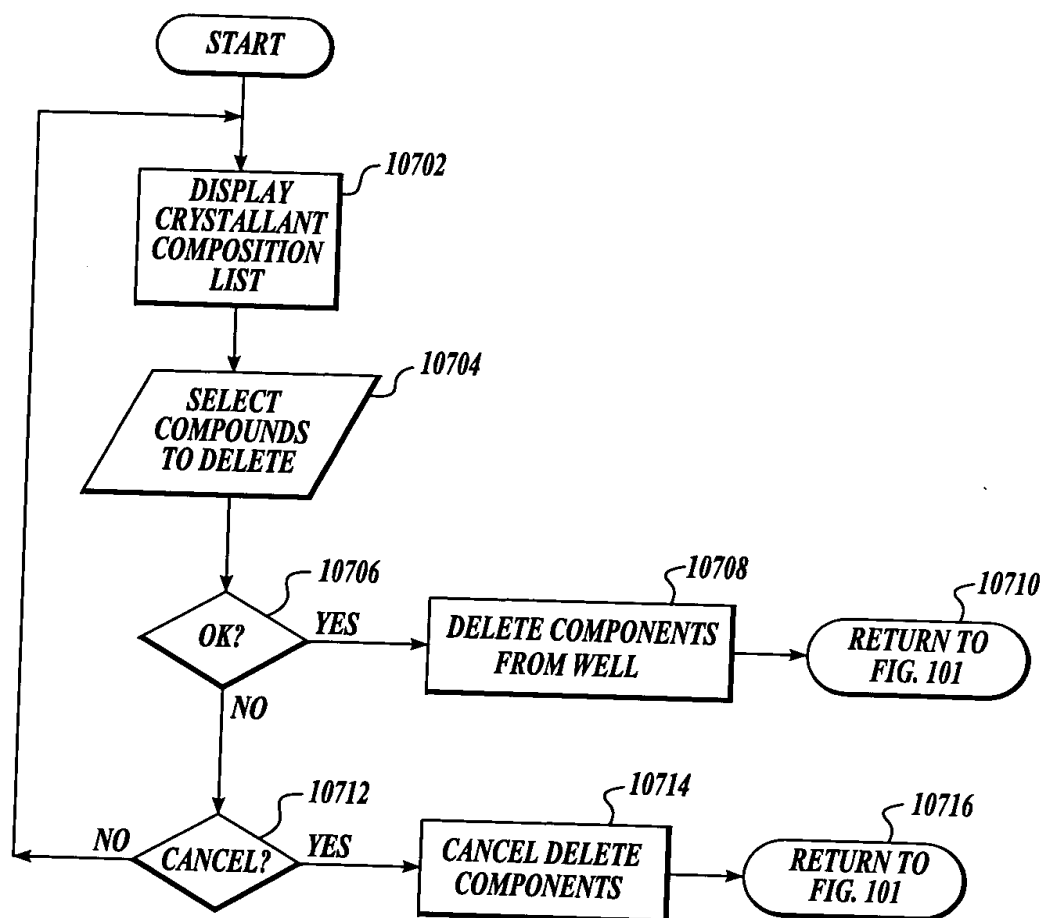 START
10702
DISPLAY
CRYSTALLANT
COMPOSITION
LIST
10704
SELECT
COMPOUNDS
TO DELETE
10706
OK?
YES
NO
10708
DELETE COMPONENTS
FROM WELL
10710
RETURN TO
FIG. 101
10712
CANCEL?
NO
YES
10714
CANCEL DELETE
COMPONENTS
10716
RETURN TO
FIG. 101